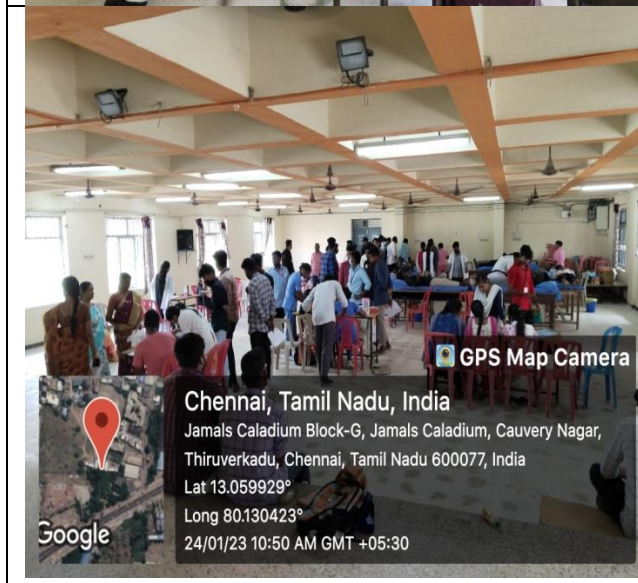 GPS Map Camera
Chennai, Tamil Nadu, India
Jamals Caladium Block-G, Jamals Caladium, Cauvery Nagar,
Thiruverkadu, Chennai, Tamil Nadu 600077, India
Lat 13.059929°
Long 80.130423°
24/01/23 10:50 AM GMT +05:30
Google